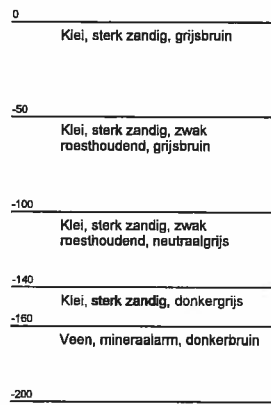 0
Klei, sterk zandig, grijsbruin
-50
Klei, sterk zandig, zwak
roesthoudend, grijsbruin
-100
Klei, sterk zandig, zwak
roesthoudend, neutraalgrijs
-140
Klei, sterk zandig, donkergrijs
-160
Veen, mineraalarm, donkerbruin
-200